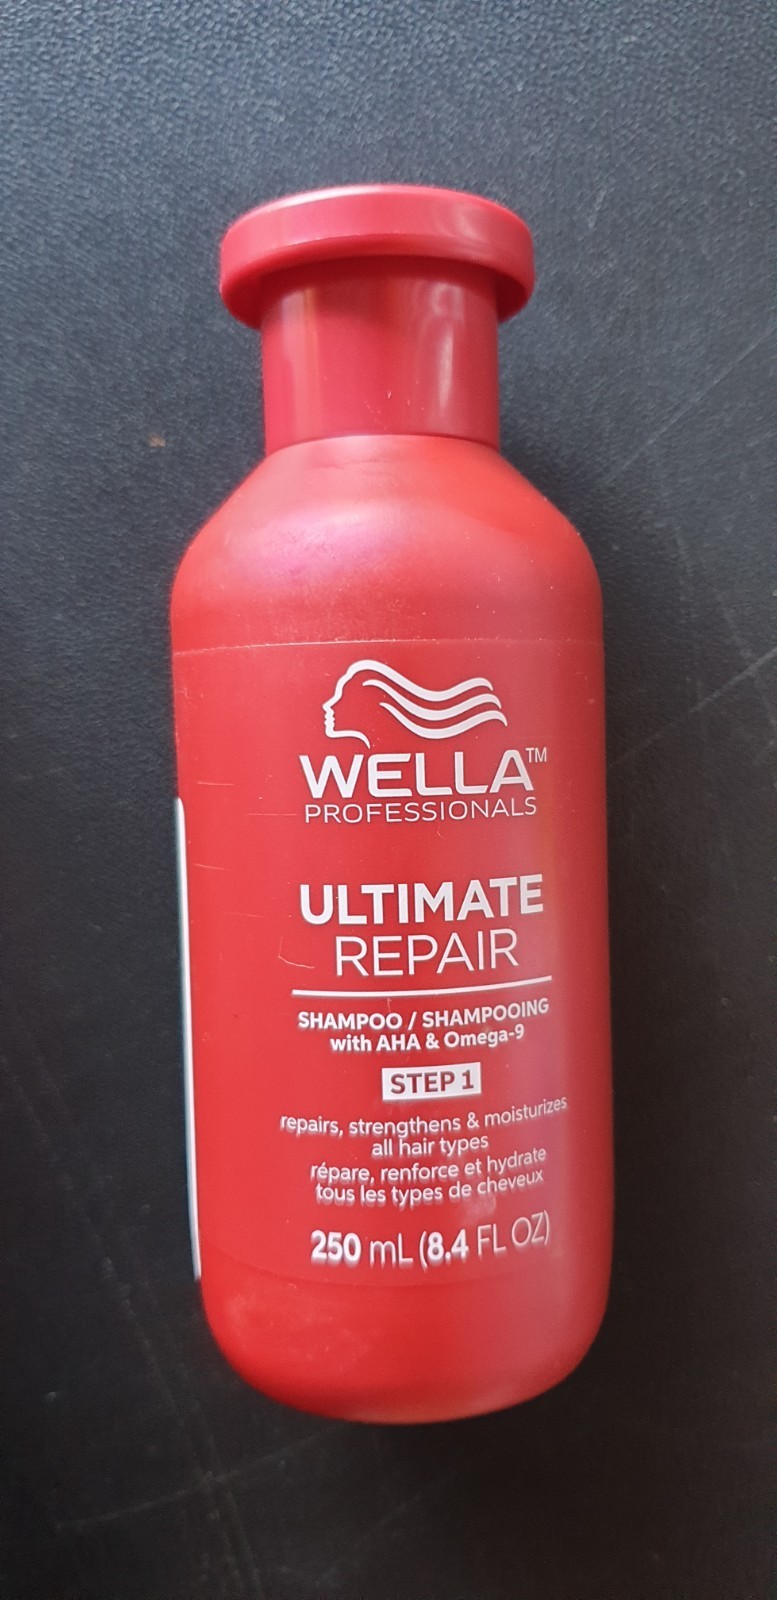 WELLA™
PROFESSIONALS
ULTIMATE
REPAIR
SHAMPOO / SHAMPOOING
with AHA & Omega-9
STEP 1
repairs, strengthens & moisturizes
all hair types
répare, renforce et hydrate
tous les types de cheveux
250 mL (8.4 FL OZ)